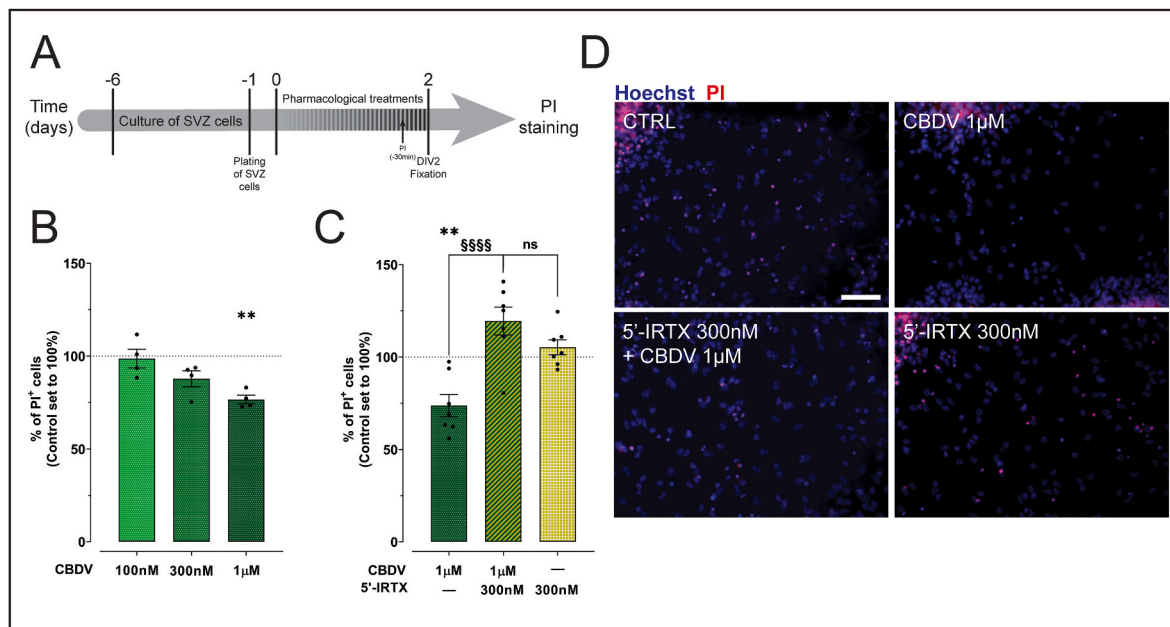 A
-6
-1
0
2
Time
(days)
Culture of SVZ cells
Pharmacological treatments
PI
(-30min)
PI
staining
Plating
of SVZ
cells
DIV2
Fixation
B
% of PI⁺ cells
(Control set to 100%)
150
100
50
0
**
CBDV
100nM
300nM
1µM
C
% of PI⁺ cells
(Control set to 100%)
150
100
50
0
**
§§§§
ns
CBDV
1µM
1µM
—
5'-IRTX
—
300nM
300nM
D
Hoechst PI
CTRL
CBDV 1µM
5'-IRTX 300nM
+ CBDV 1µM
5'-IRTX 300nM